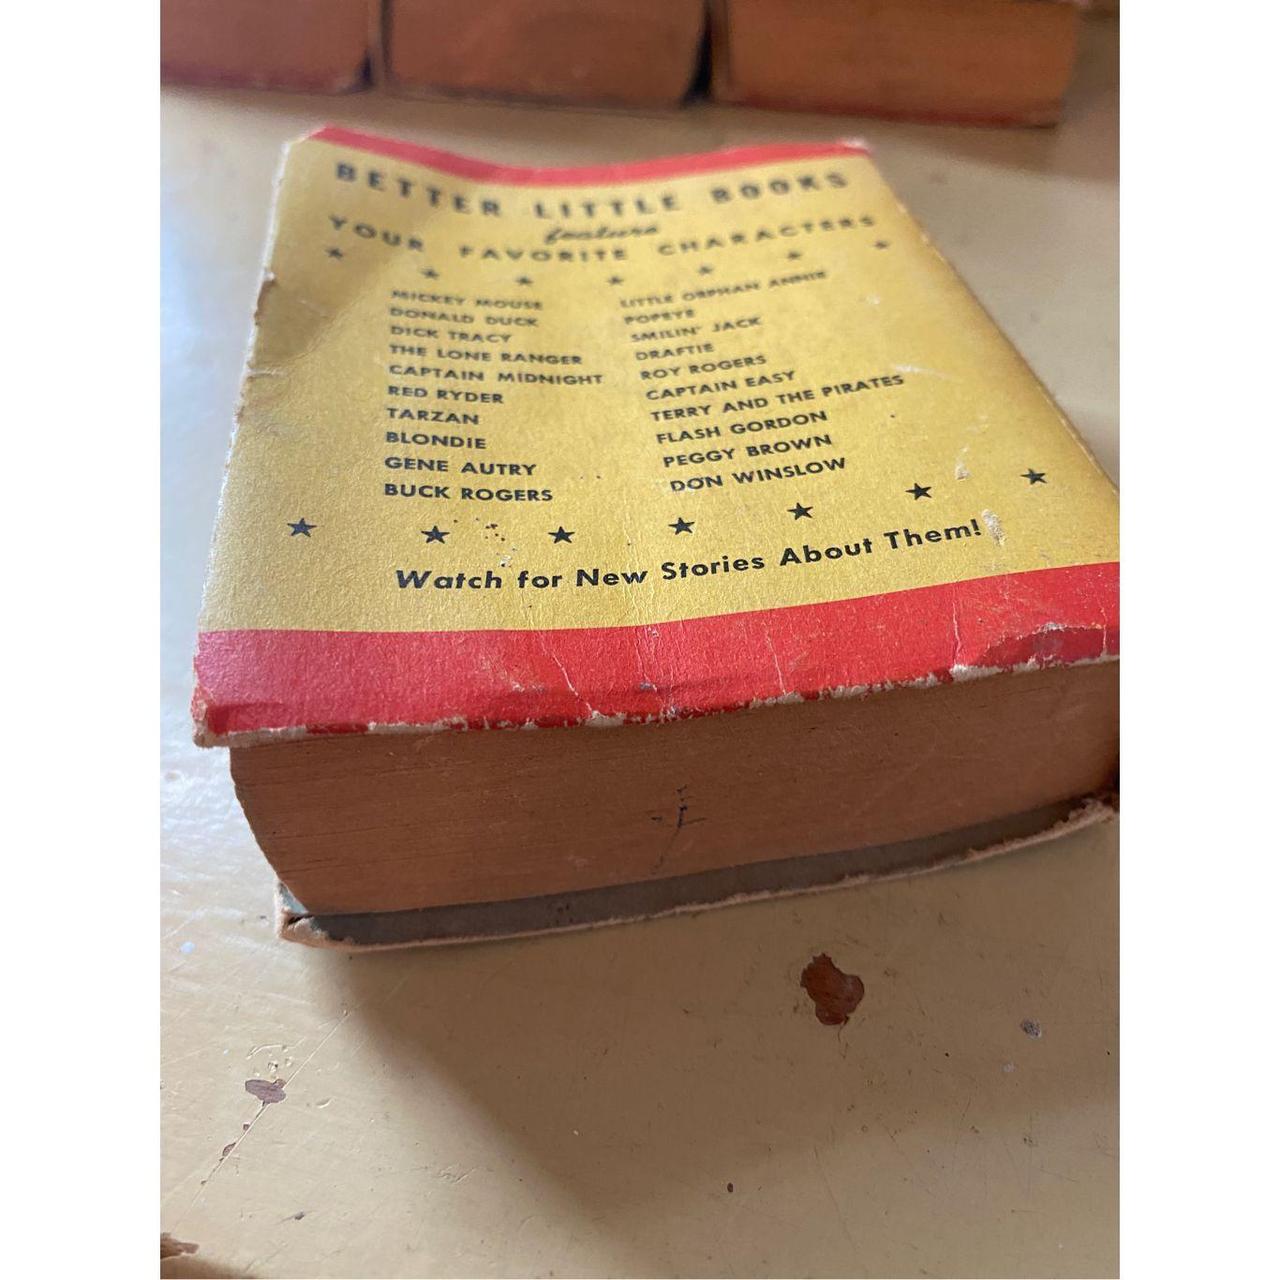 BETTER LITTLE BOOKS
feature
YOUR FAVORITE CHARACTERS
MICKEY MOUSE
DONALD DUCK
DICK TRACY
THE LONE RANGER
CAPTAIN MIDNIGHT
RED RYDER
TARZAN
BLONDIE
GENE AUTRY
BUCK ROGERS
LITTLE ORPHAN ANNIE
POPEYE
SMILIN' JACK
DRAFTIE
ROY ROGERS
CAPTAIN EASY
TERRY AND THE PIRATES
FLASH GORDON
PEGGY BROWN
DON WINSLOW
Watch for New Stories About Them!